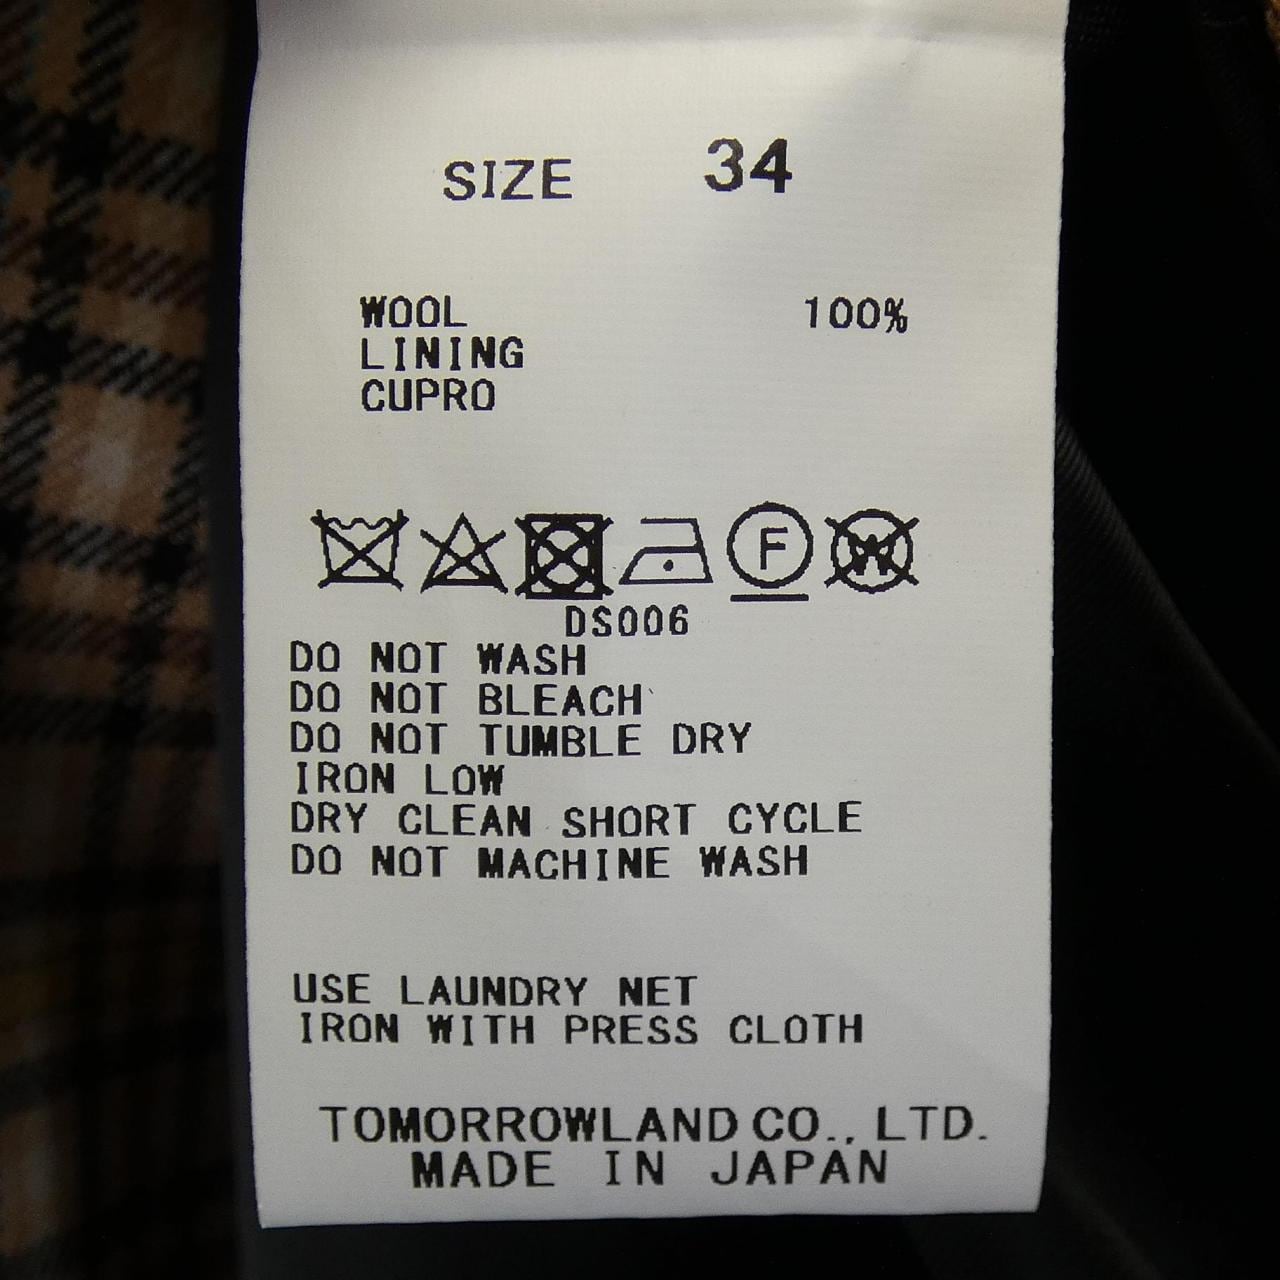 SIZE 34
WOOL 100%
LINING
CUPRO
F W
DS006
DO NOT WASH
DO NOT BLEACH
DO NOT TUMBLE DRY
IRON LOW
DRY CLEAN SHORT CYCLE
DO NOT MACHINE WASH
USE LAUNDRY NET
IRON WITH PRESS CLOTH
TOMORROWLAND CO., LTD.
MADE IN JAPAN